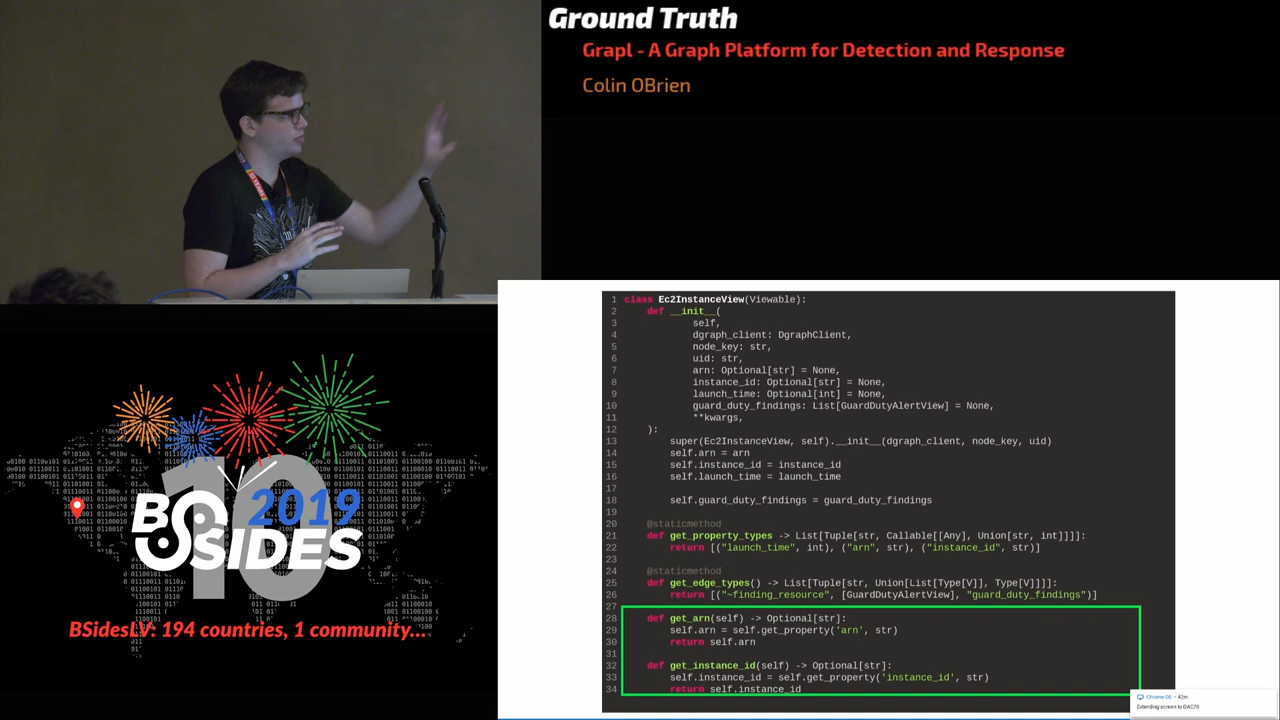 Ground Truth
Grapl - A Graph Platform for Detection and Response
Colin OBrien
1 class Ec2InstanceView(Viewable):
2 def __init__(
3 self,
4 dgraph_client: DgraphClient,
5 node_key: str,
6 uid: str,
7 arn: Optional[str] = None,
8 instance_id: Optional[str] = None,
9 launch_time: Optional[int] = None,
10 guard_duty_findings: List[GuardDutyAlertView] = None,
11 **kwargs,
12 ):
13 super(Ec2InstanceView, self).__init__(dgraph_client, node_key, uid)
14 self.arn = arn
15 self.instance_id = instance_id
16 self.launch_time = launch_time
17
18 self.guard_duty_findings = guard_duty_findings
19
20 @staticmethod
21 def get_property_types -> List[Tuple[str, Callable[[Any], Union[str, int]]]]:
22 return [("launch_time", int), ("arn", str), ("instance_id", str)]
23
24 @staticmethod
25 def get_edge_types() -> List[Tuple[str, Union[List[Type[V]], Type[V]]]]:
26 return [("~finding_resource", [GuardDutyAlertView], "guard_duty_findings")]
27
28 def get_arn(self) -> Optional[str]:
29 self.arn = self.get_property('arn', str)
30 return self.arn
31
32 def get_instance_id(self) -> Optional[str]:
33 self.instance_id = self.get_property('instance_id', str)
34 return self.instance_id
Chrome OS • 42m
Extending screen to DAC70
10
2019
BSIDES
BSidesLV: 194 countries, 1 community...